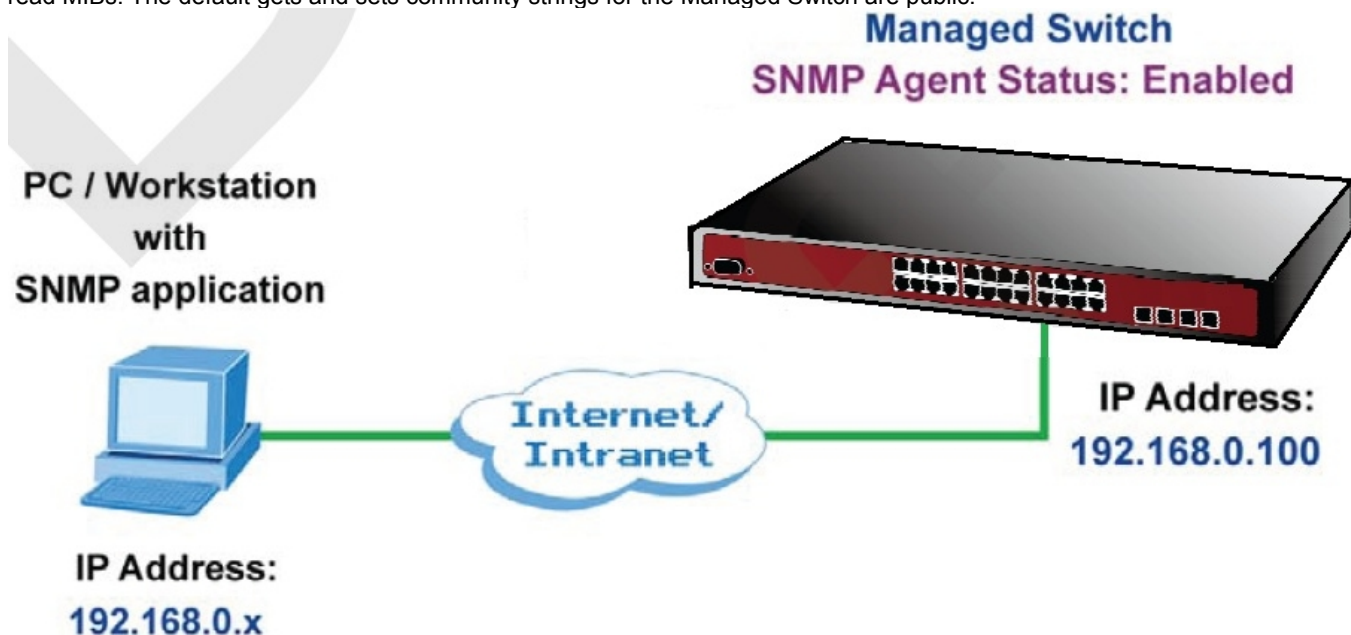 read MIBs. The default gets and sets community strings for the Managed Switch are public.
Managed Switch
SNMP Agent Status: Enabled
PC / Workstation
with
SNMP application
Internet/
Intranet
IP Address:
192.168.0.100
IP Address:
192.168.0.x